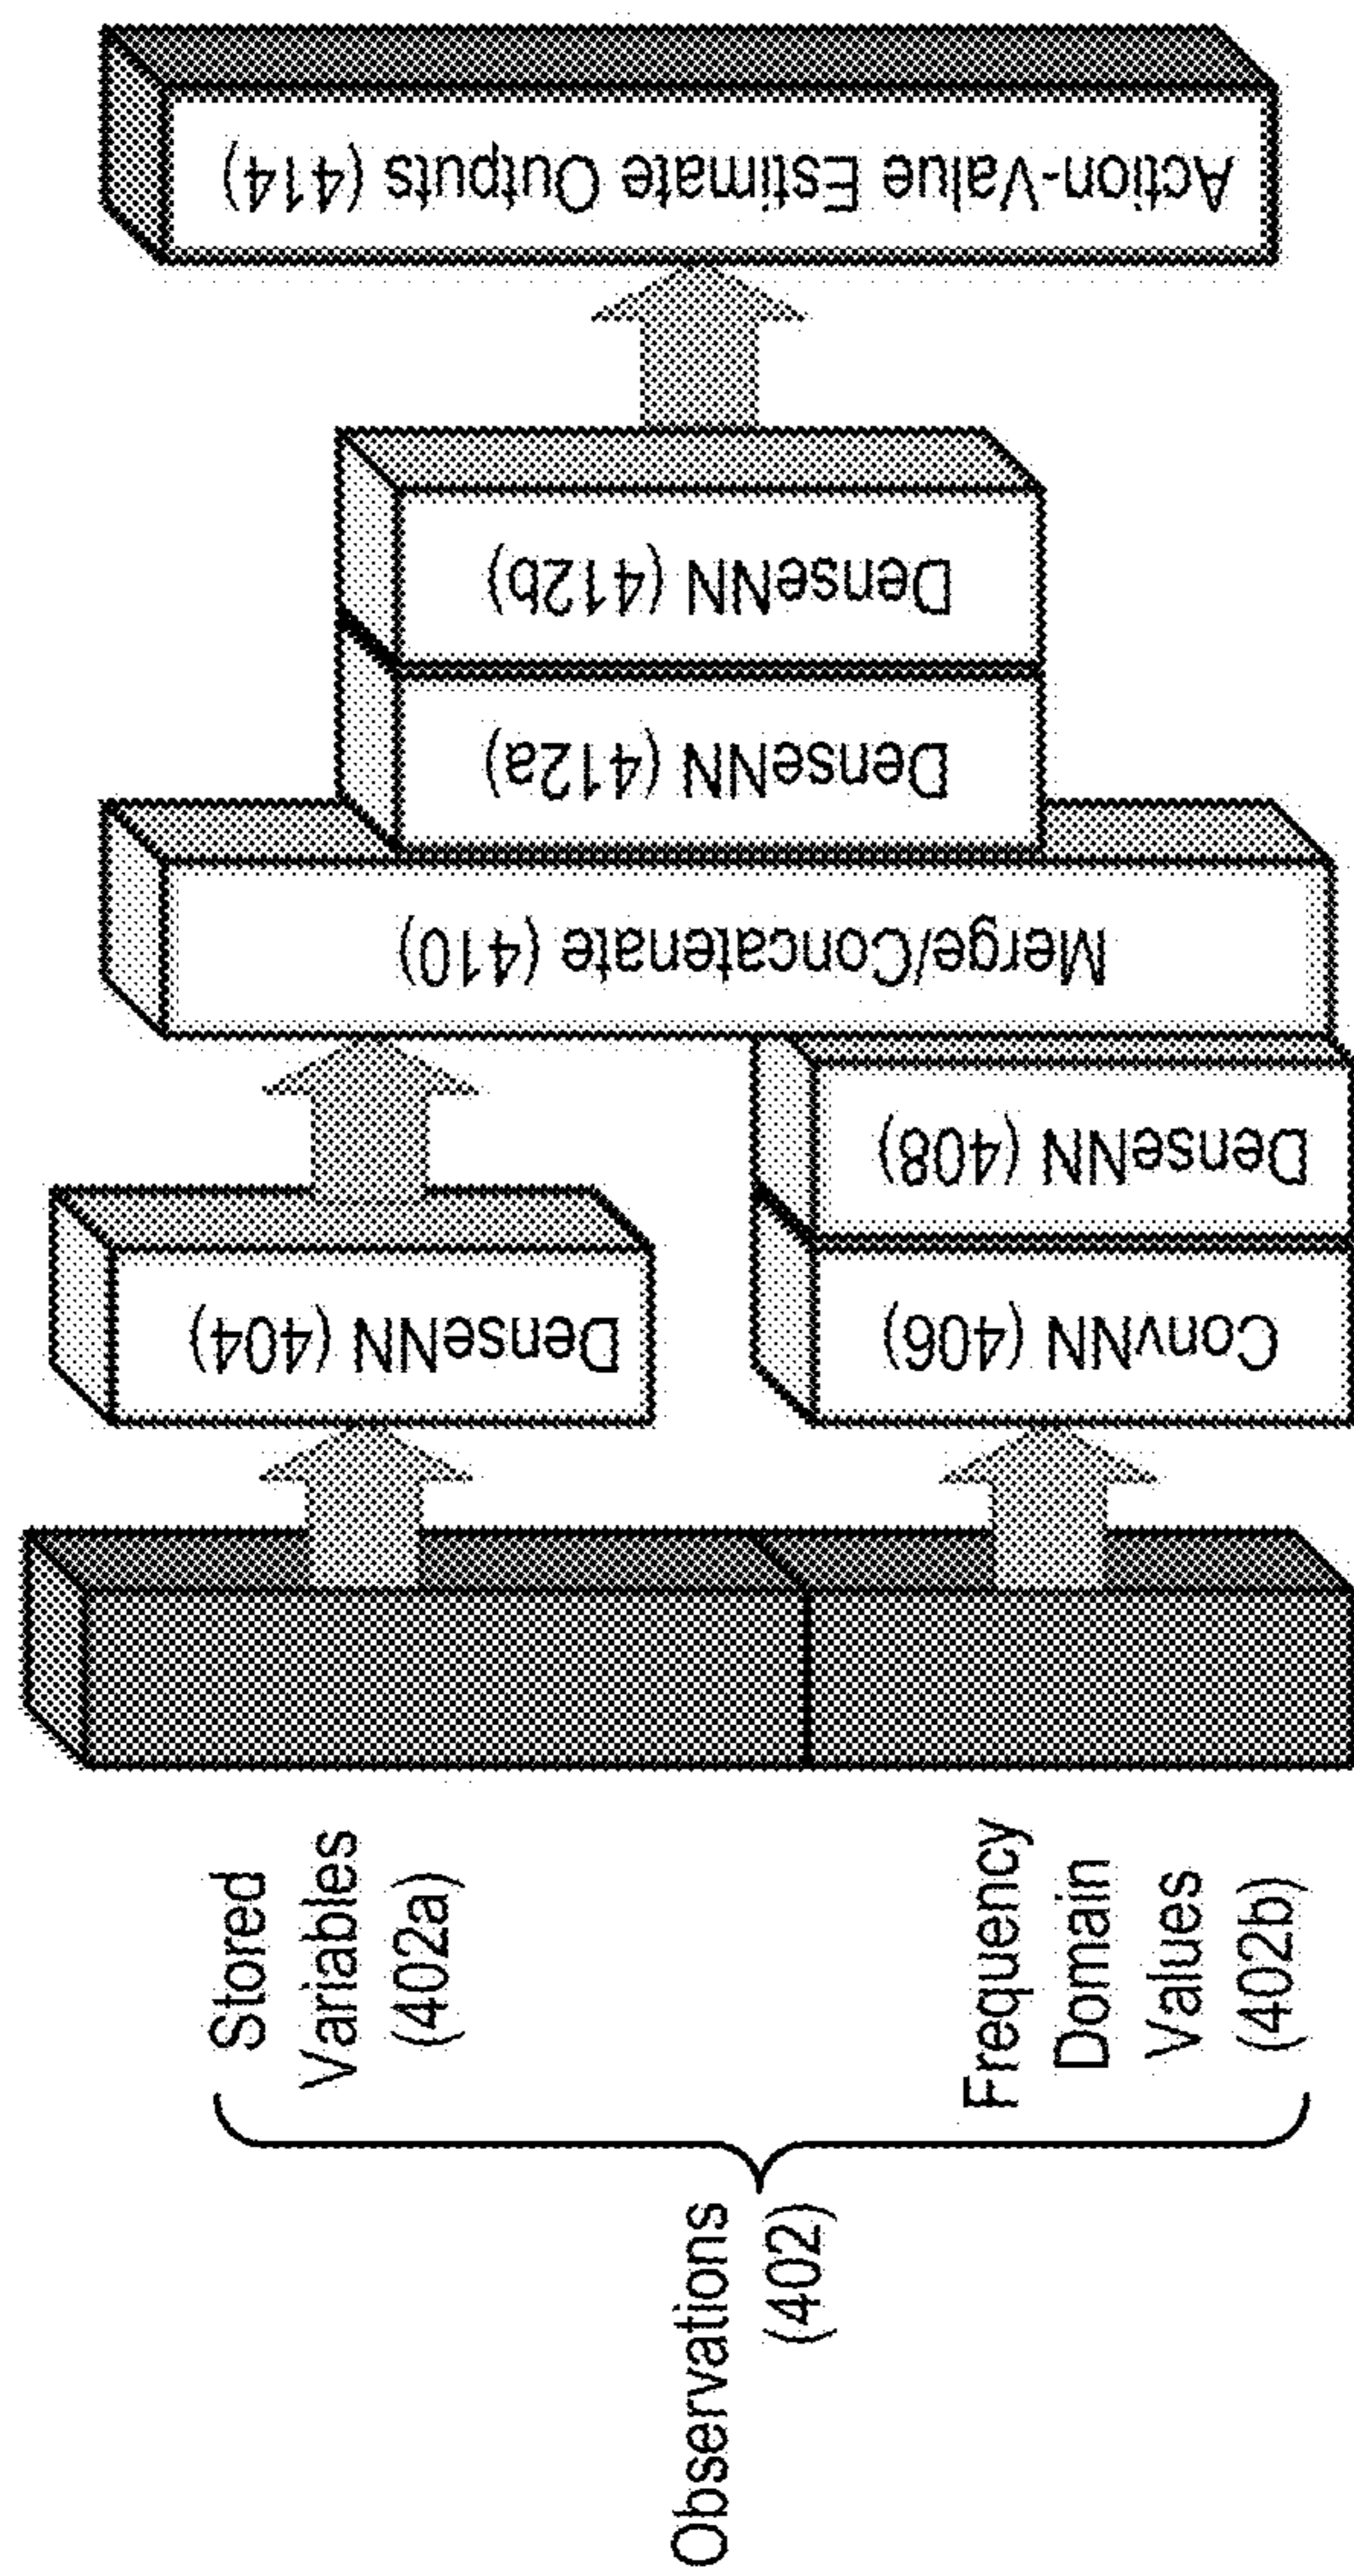 Observations
(402)
Stored
Variables
(402a)
Frequency
Domain
Values
(402b)
DenseNN (404)
ConvNN (406)
DenseNN (408)
Merge/Concatenate (410)
DenseNN (412a)
DenseNN (412b)
Action-Value Estimate Outputs (414)